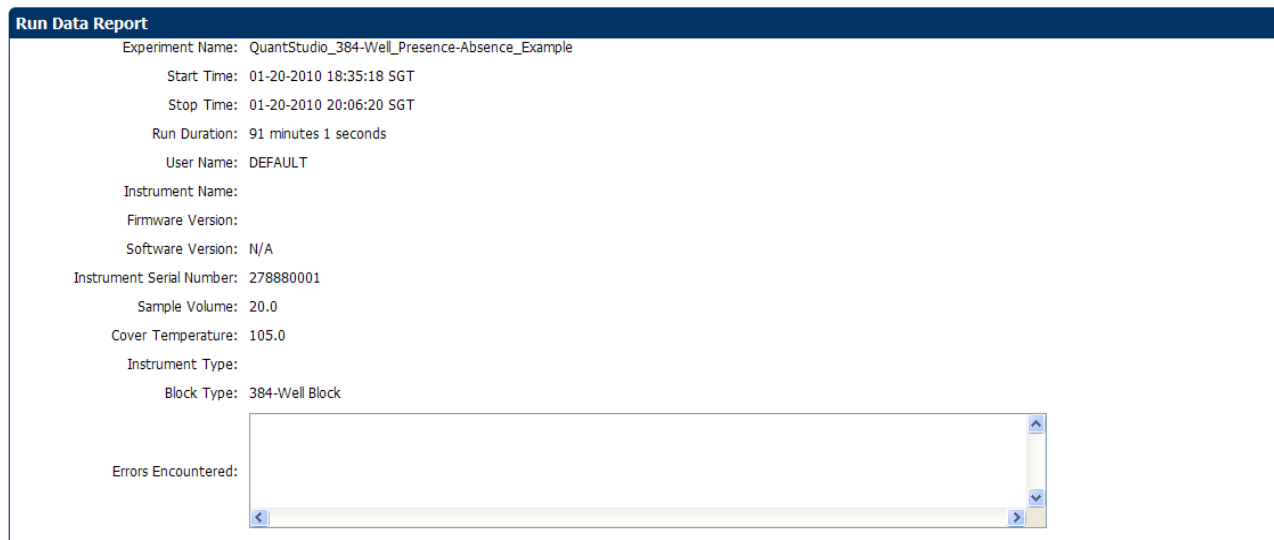 Run Data Report
Experiment Name: QuantStudio_384-Well_Presence-Absence_Example
Start Time: 01-20-2010 18:35:18 SGT
Stop Time: 01-20-2010 20:06:20 SGT
Run Duration: 91 minutes 1 seconds
User Name: DEFAULT
Instrument Name:
Firmware Version:
Software Version: N/A
Instrument Serial Number: 278880001
Sample Volume: 20.0
Cover Temperature: 105.0
Instrument Type:
Block Type: 384-Well Block
Errors Encountered: